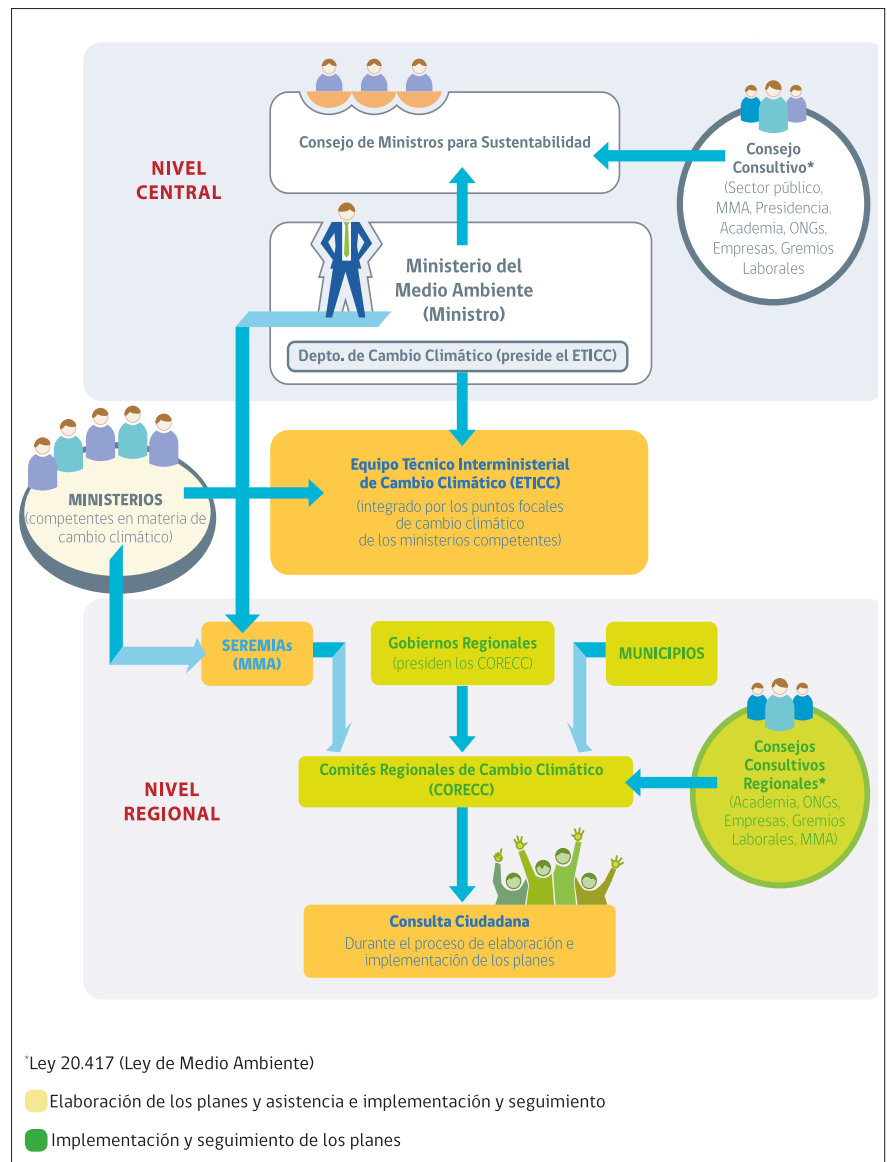 NIVEL
CENTRAL
Consejo de Ministros para Sustentabilidad
Consejo
Consultivo*
(Sector público,
MMA, Presidencia,
Academia, ONGs,
Empresas, Gremios
Laborales
Ministerio del
Medio Ambiente
(Ministro)
Depto. de Cambio Climático (preside el ETICC)
MINISTERIOS
(competentes en materia de
cambio climático)
Equipo Técnico Interministerial
de Cambio Climático (ETICC)
(integrado por los puntos focales
de cambio climático
de los ministerios competentes)
SEREMIAs
(MMA)
Gobiernos Regionales
(presiden los CORECC)
MUNICIPIOS
NIVEL
REGIONAL
Comités Regionales de Cambio Climático
(CORECC)
Consejos
Consultivos
Regionales*
(Academia, ONGs,
Empresas, Gremios
Laborales, MMA)
Consulta Ciudadana
Durante el proceso de elaboración e
implementación de los planes
*Ley 20.417 (Ley de Medio Ambiente)
Elaboración de los planes y asistencia e implementación y seguimiento
Implementación y seguimiento de los planes